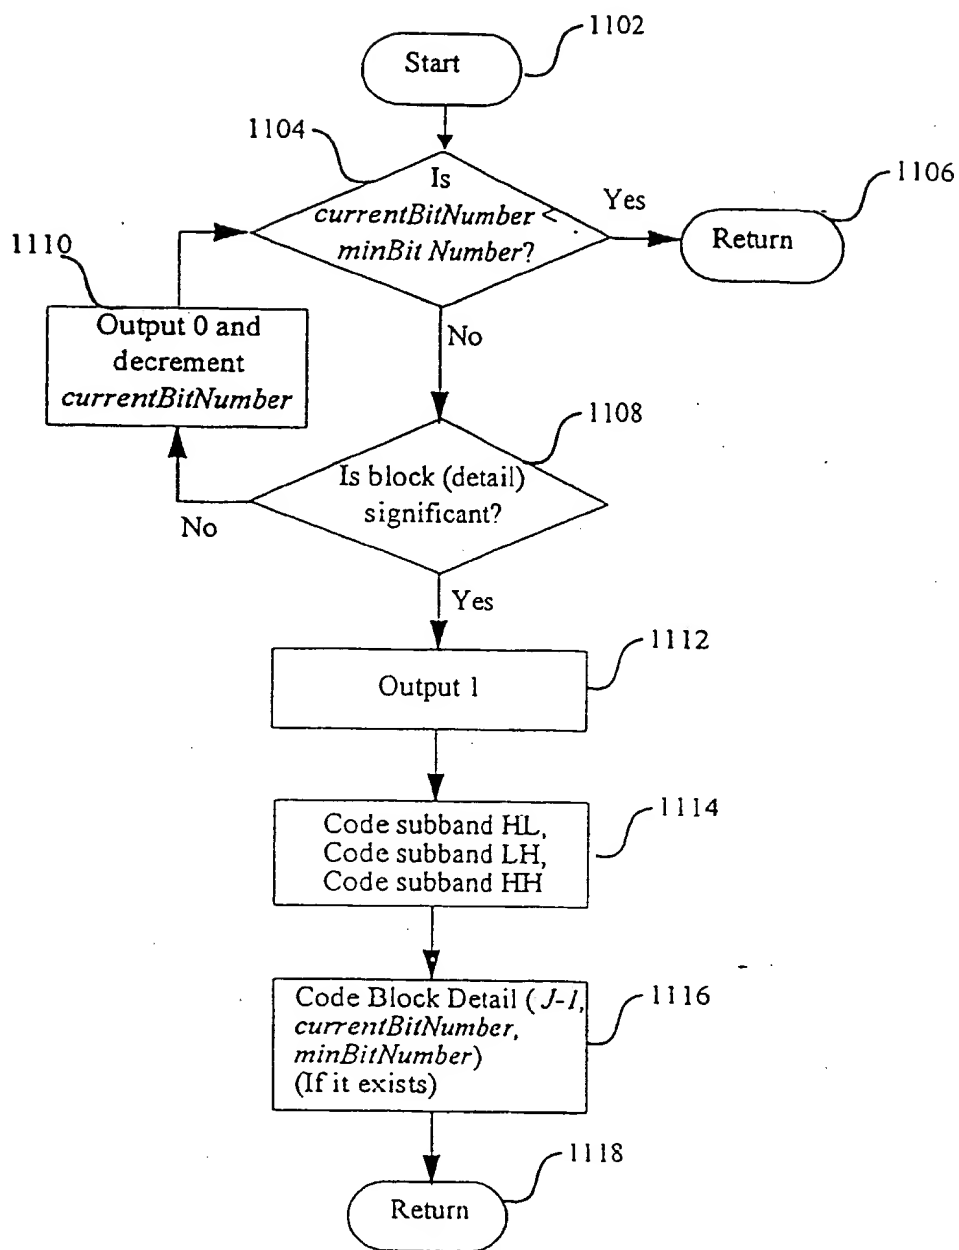 1102
Start
1104
Is
currentBitNumber <
minBit Number?
Yes
1106
Return
1110
Output 0 and
decrement
currentBitNumber
No
1108
Is block (detail)
significant?
No
Yes
1112
Output 1
1114
Code subband HL,
Code subband LH,
Code subband HH
1116
Code Block Detail ( J-1,
currentBitNumber,
minBitNumber)
(If it exists)
1118
Return